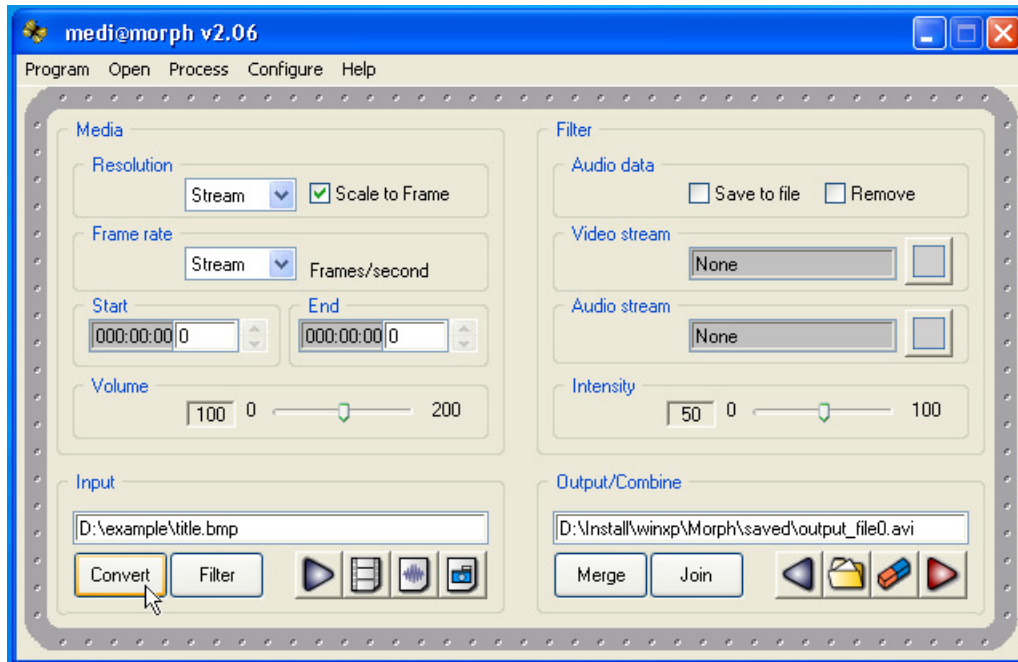 medi@morph v2.06
Program Open Process Configure Help
Media
Resolution
Stream Scale to Frame
Frame rate
Stream Frames/second
Start End
000:00:00 0 000:00:00 0
Volume
100 0 200
Filter
Audio data
Save to file Remove
Video stream
None
Audio stream
None
Intensity
50 0 100
Input
D:\example\title.bmp
Convert Filter
Output/Combine
D:\Install\winxp\Morph\saved\output_file0.avi
Merge Join